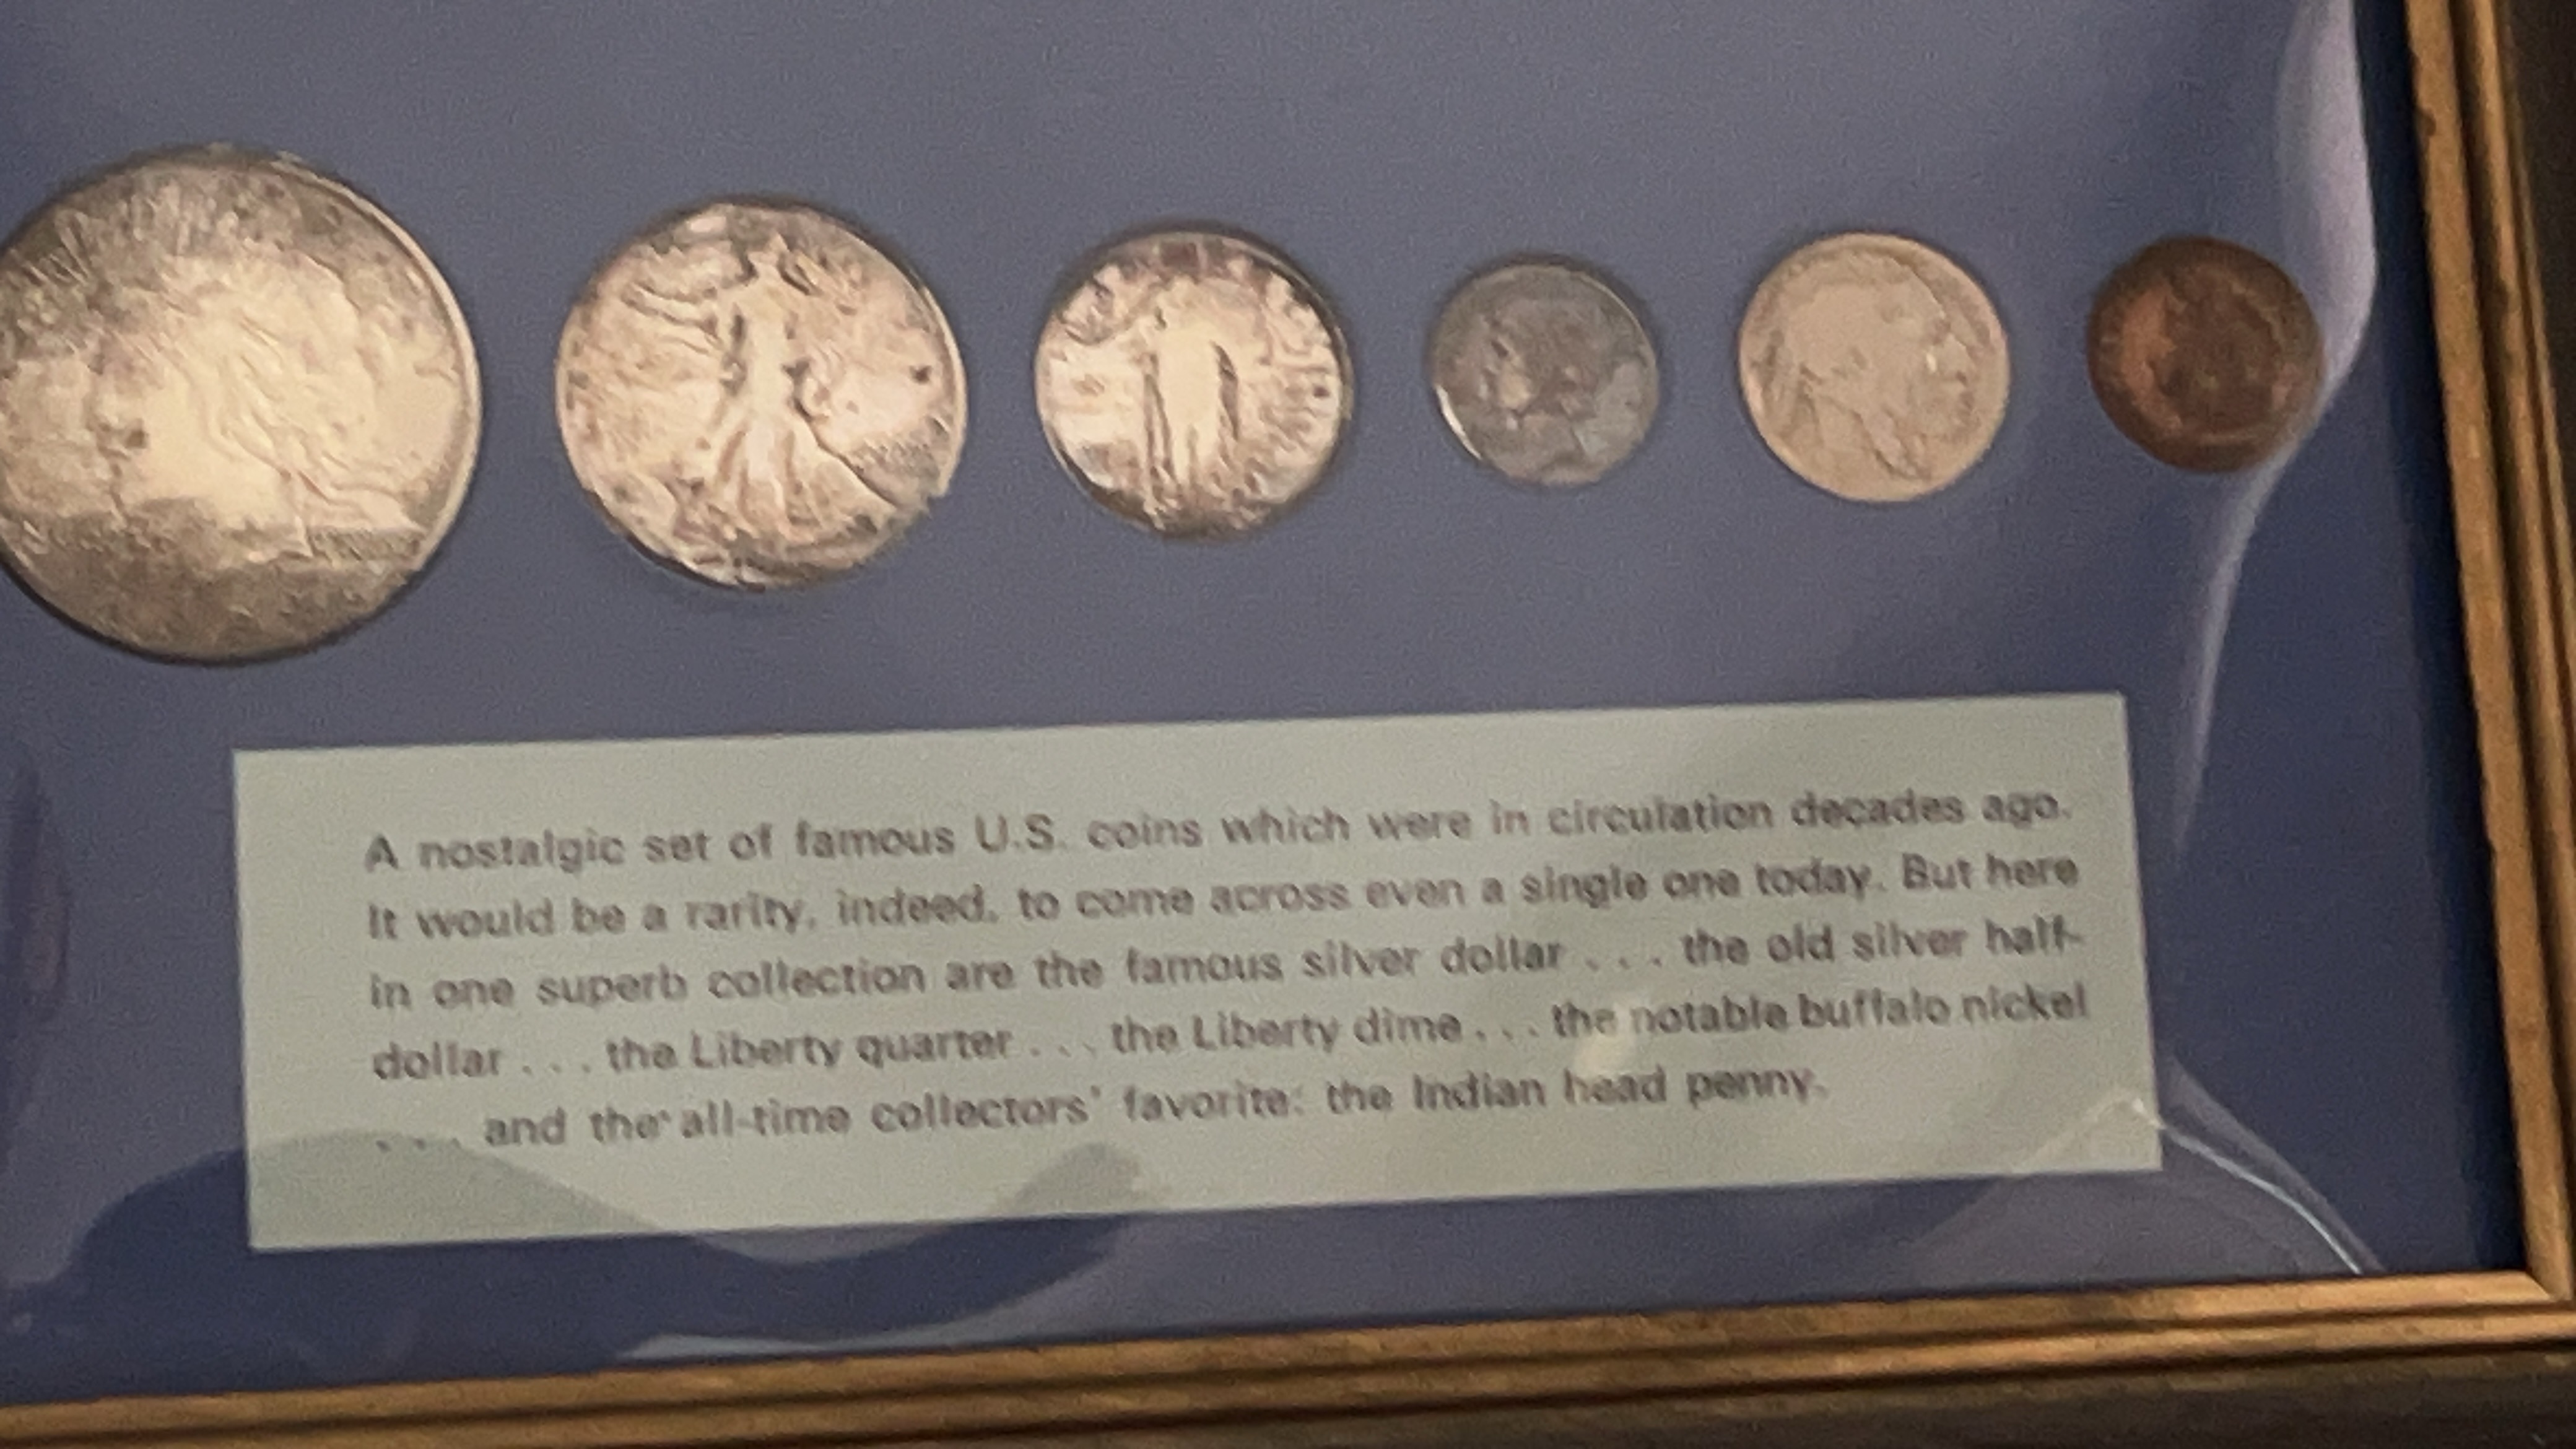 A nostalgic set of famous U.S. coins which were in circulation decades ago.
It would be a rarity, indeed, to come across even a single one today. But here
in one superb collection are the famous silver dollar . . . the old silver half-
dollar . . . the Liberty quarter . . . the Liberty dime . . . the notable buffalo nickel
. . . and the all-time collectors' favorite: the Indian head penny.